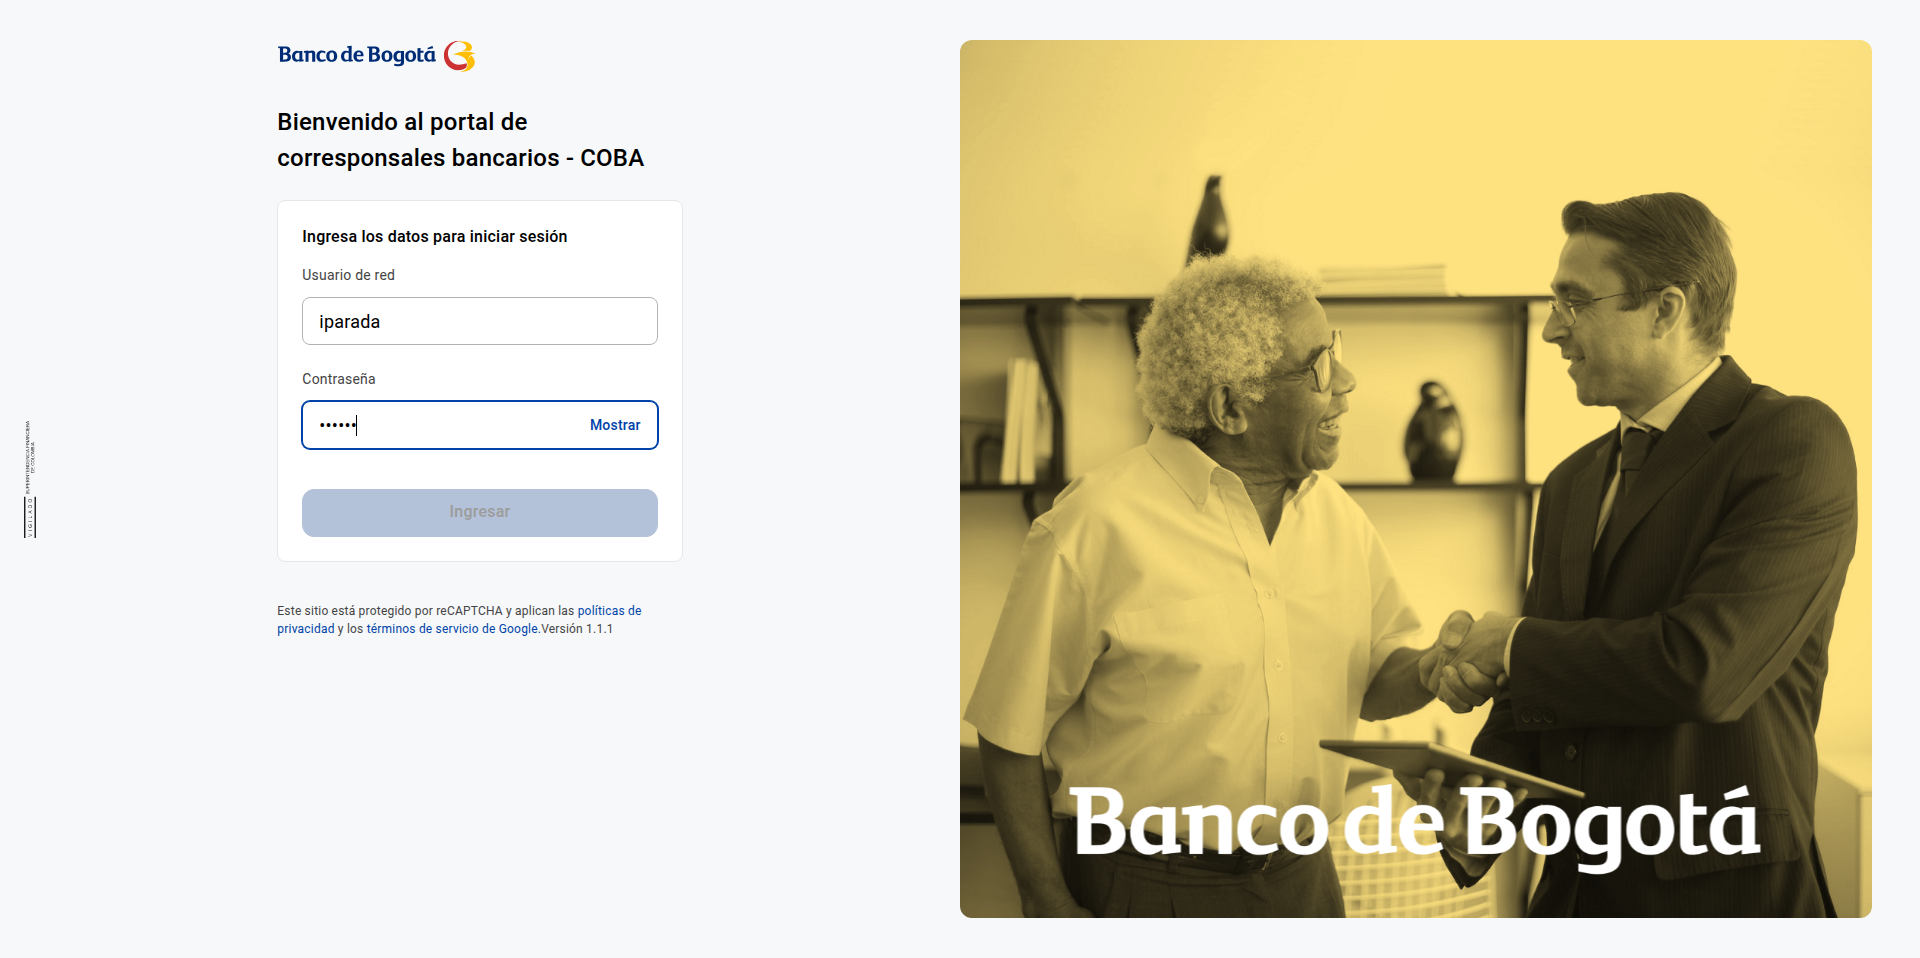 Banco de Bogotá
Bienvenido al portal de
corresponsales bancarios - COBA
Ingresa los datos para iniciar sesión
Usuario de red
iparada
Contraseña
••••••
Mostrar
Ingresar
Este sitio está protegido por reCAPTCHA y aplican las políticas de
privacidad y los términos de servicio de Google.Versión 1.1.1
VIGILADO
SUPERINTENDENCIA FINANCIERA
DE COLOMBIA
Banco de Bogotá